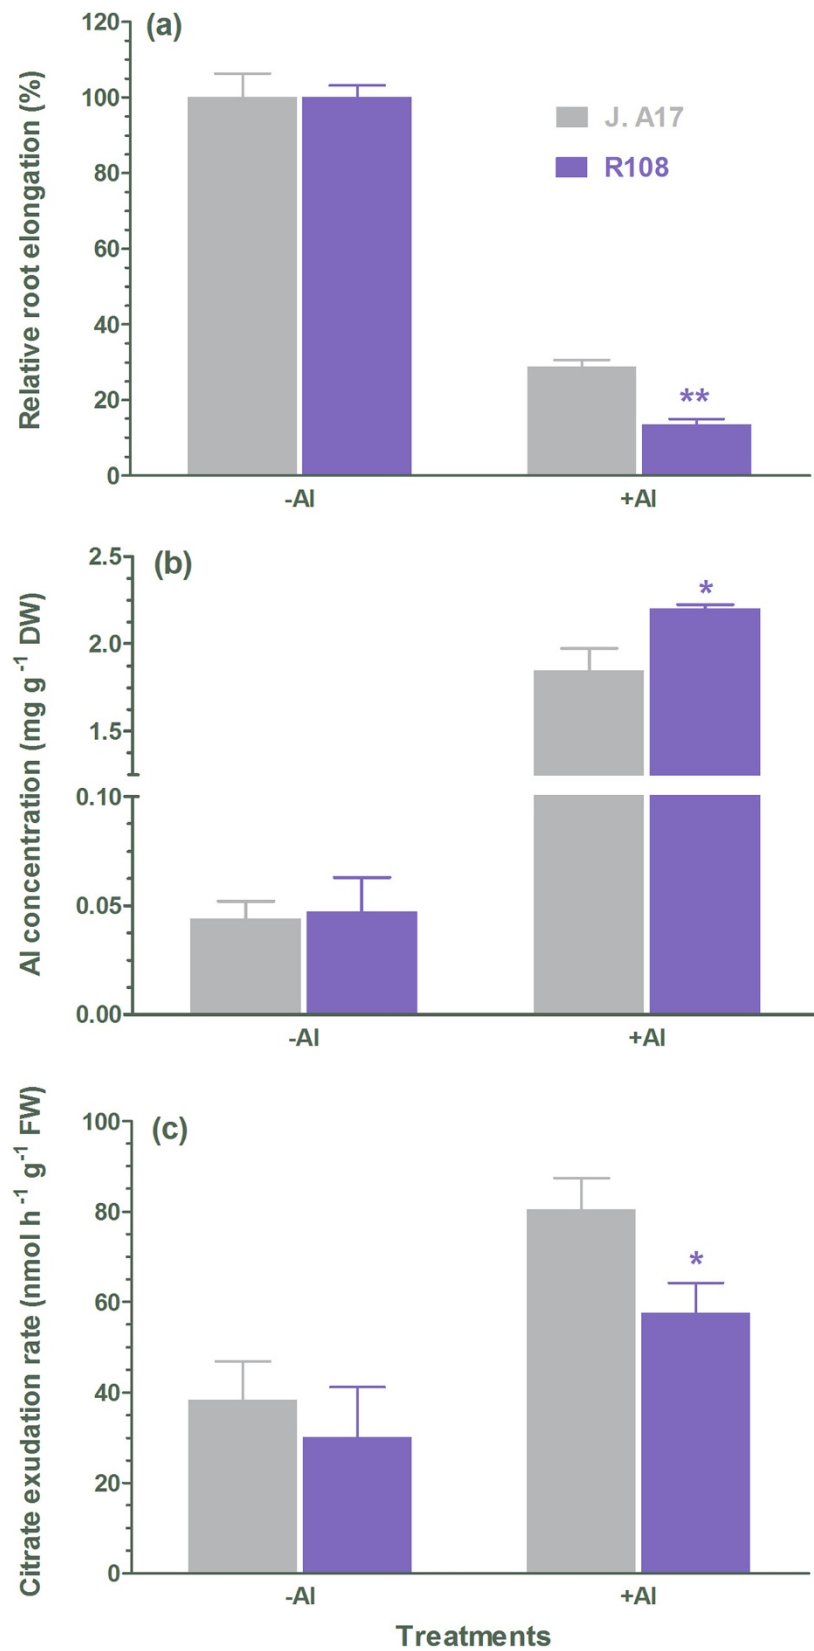 (a)
Relative root elongation (%)
120
100
80
60
40
20
0
J. A17
R108
**
-Al
+Al
(b)
Al concentration (mg g⁻¹ DW)
2.5
2.0
1.5
0.10
0.05
0.00
*
-Al
+Al
(c)
Citrate exudation rate (nmol h⁻¹ g⁻¹ FW)
100
80
60
40
20
0
*
-Al
+Al
Treatments